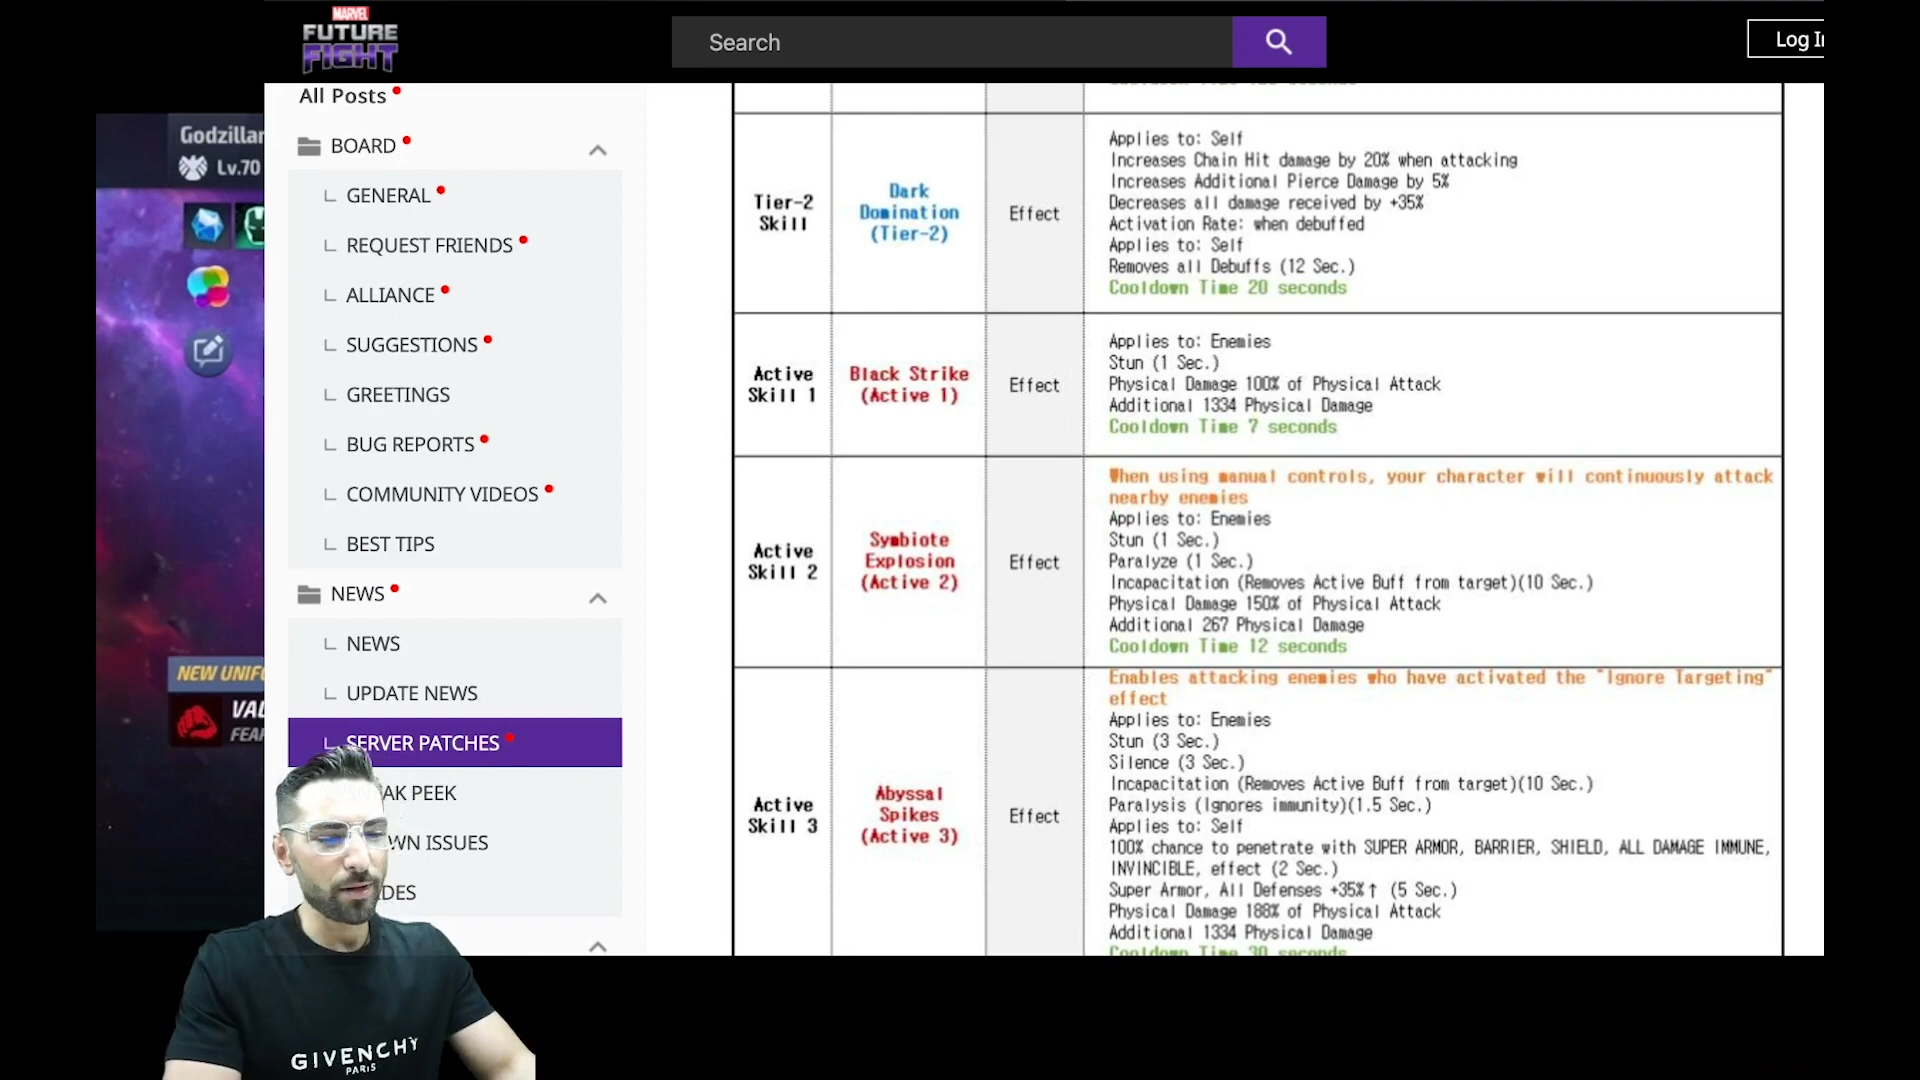 MARVEL
FUTURE
FIGHT
Search
Log In
Godzillar
Lv.70
NEW UNIF
VAL
FEAR
All Posts
BOARD
GENERAL
REQUEST FRIENDS
ALLIANCE
SUGGESTIONS
GREETINGS
BUG REPORTS
COMMUNITY VIDEOS
BEST TIPS
NEWS
NEWS
UPDATE NEWS
SERVER PATCHES
AK PEEK
WN ISSUES
DES
GIVENCHY
PARIS
Tier-2
Skill
Dark
Domination
(Tier-2)
Effect
Applies to: Self
Increases Chain Hit damage by 20% when attacking
Increases Additional Pierce Damage by 5%
Decreases all damage received by +35%
Activation Rate: when debuffed
Applies to: Self
Removes all Debuffs (12 Sec.)
Cooldown Time 20 seconds
Active
Skill 1
Black Strike
(Active 1)
Effect
Applies to: Enemies
Stun (1 Sec.)
Physical Damage 100% of Physical Attack
Additional 1334 Physical Damage
Cooldown Time 7 seconds
Active
Skill 2
Symbiote
Explosion
(Active 2)
Effect
When using manual controls, your character will continuously attack
nearby enemies
Applies to: Enemies
Stun (1 Sec.)
Paralyze (1 Sec.)
Incapacitation (Removes Active Buff from target)(10 Sec.)
Physical Damage 150% of Physical Attack
Additional 267 Physical Damage
Cooldown Time 12 seconds
Active
Skill 3
Abyssal
Spikes
(Active 3)
Effect
Enables attacking enemies who have activated the "Ignore Targeting"
effect
Applies to: Enemies
Stun (3 Sec.)
Silence (3 Sec.)
Incapacitation (Removes Active Buff from target)(10 Sec.)
Paralysis (Ignores immunity)(1.5 Sec.)
Applies to: Self
100% chance to penetrate with SUPER ARMOR, BARRIER, SHIELD, ALL DAMAGE IMMUNE,
INVINCIBLE, effect (2 Sec.)
Super Armor, All Defenses +35%↑ (5 Sec.)
Physical Damage 188% of Physical Attack
Additional 1334 Physical Damage
Cooldown Time 30 seconds